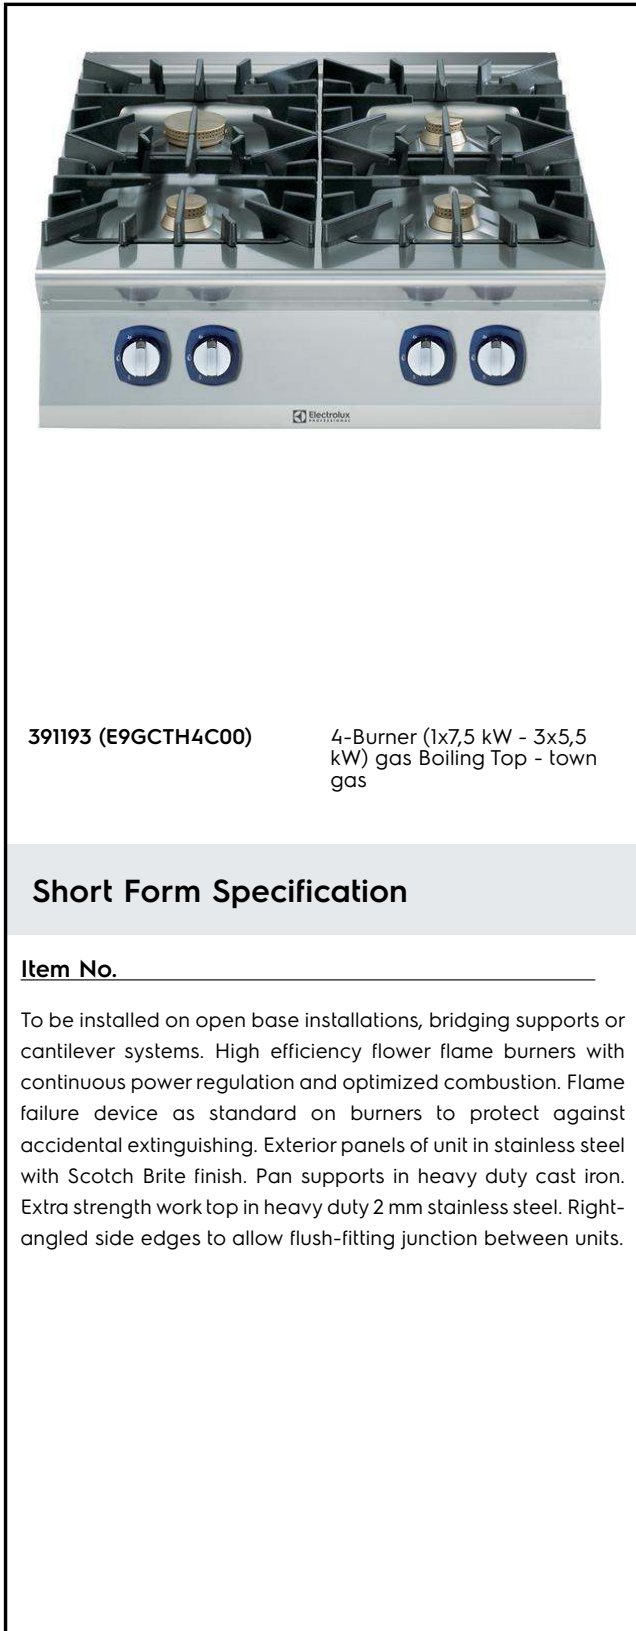 Electrolux
PROFESSIONAL
391193 (E9GCTH4C00)
4-Burner (1x7,5 kW - 3x5,5
kW) gas Boiling Top - town
gas
Short Form Specification
Item No.
To be installed on open base installations, bridging supports or
cantilever systems. High efficiency flower flame burners with
continuous power regulation and optimized combustion. Flame
failure device as standard on burners to protect against
accidental extinguishing. Exterior panels of unit in stainless steel
with Scotch Brite finish. Pan supports in heavy duty cast iron.
Extra strength work top in heavy duty 2 mm stainless steel. Right-
angled side edges to allow flush-fitting junction between units.